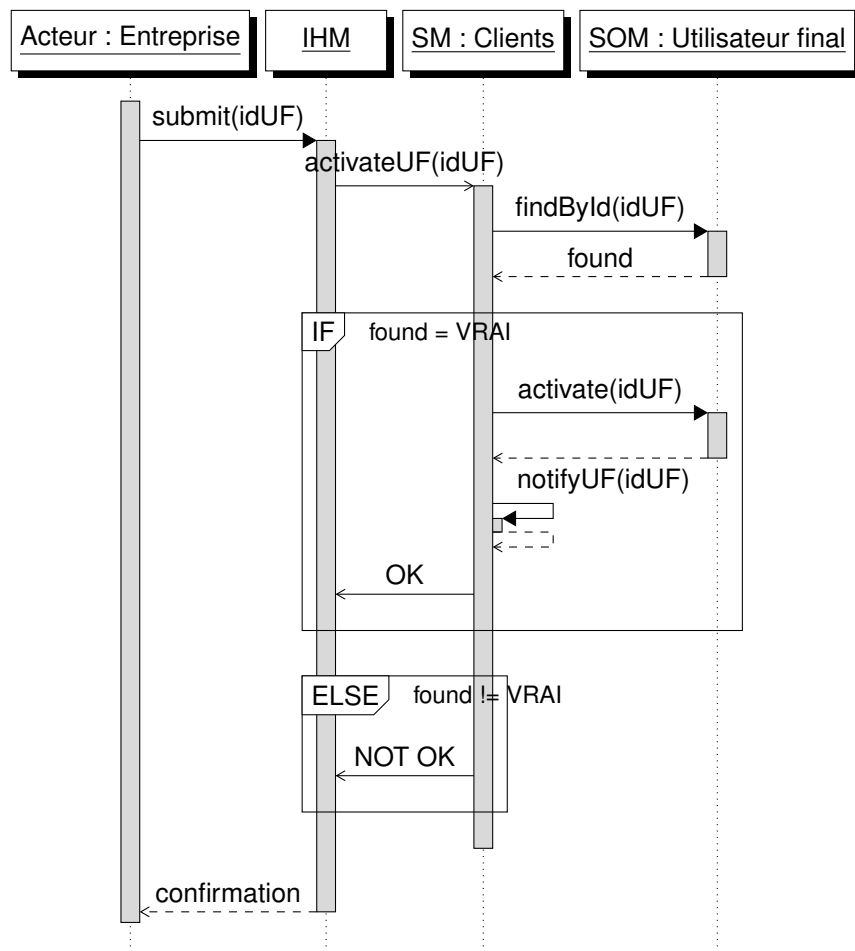 Acteur : Entreprise
IHM
SM : Clients
SOM : Utilisateur final
submit(idUF)
activateUF(idUF)
findById(idUF)
found
IF
found = VRAI
activate(idUF)
notifyUF(idUF)
OK
ELSE
found != VRAI
NOT OK
confirmation